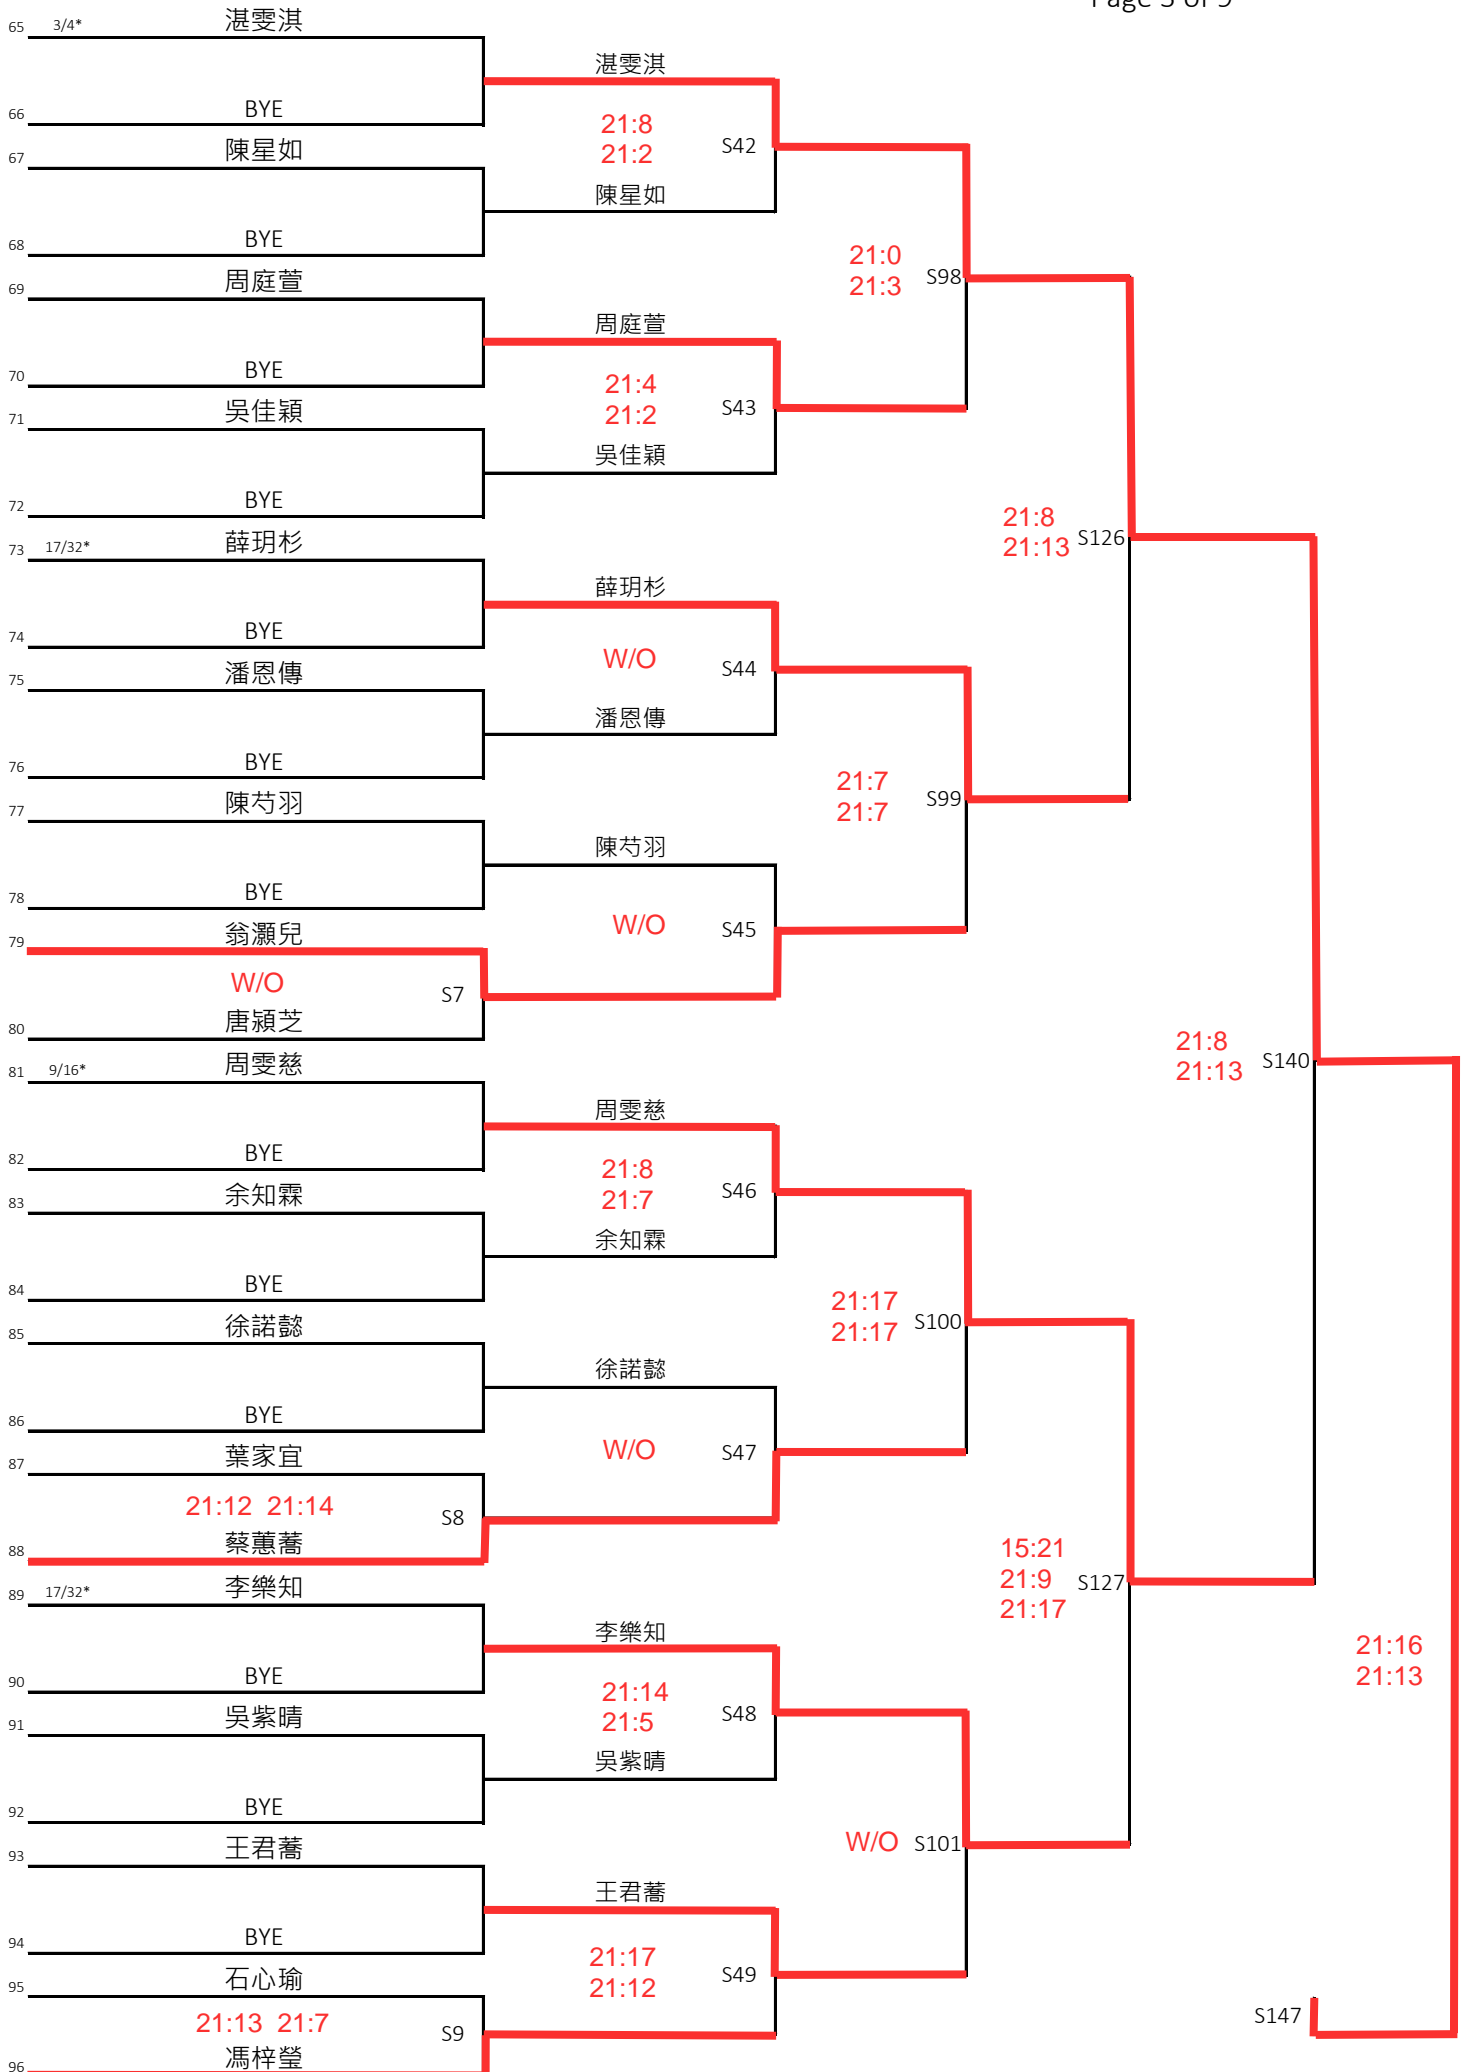 Page 3 of 9
65 3/4* 湛雯淇
湛雯淇
66 BYE
21:8
21:2 S42
67 陳星如
陳星如
68 BYE
21:0
21:3 S98
69 周庭萱
周庭萱
70 BYE
21:4
21:2 S43
71 吳佳穎
吳佳穎
72 BYE
21:8
21:13 S126
73 17/32* 薛玥杉
薛玥杉
74 BYE
W/O S44
75 潘恩傳
潘恩傳
76 BYE
21:7
21:7 S99
77 陳芍羽
陳芍羽
78 BYE
W/O S45
79 翁灝兒
W/O S7
80 唐潁芝
21:8
21:13 S140
81 9/16* 周雯慈
周雯慈
82 BYE
21:8
21:7 S46
83 余知霖
余知霖
84 BYE
21:17
21:17 S100
85 徐諾懿
徐諾懿
86 BYE
W/O S47
87 葉家宜
21:12 21:14 S8
88 蔡蕙蕎
15:21
21:9 S127
21:17
89 17/32* 李樂知
李樂知
90 BYE
21:14
21:5 S48
91 吳紫晴
吳紫晴
92 BYE
21:16
21:13
W/O S101
93 王君蕎
王君蕎
94 BYE
21:17
21:12 S49
95 石心瑜
21:13 21:7 S9
96 馮梓瑩
S147